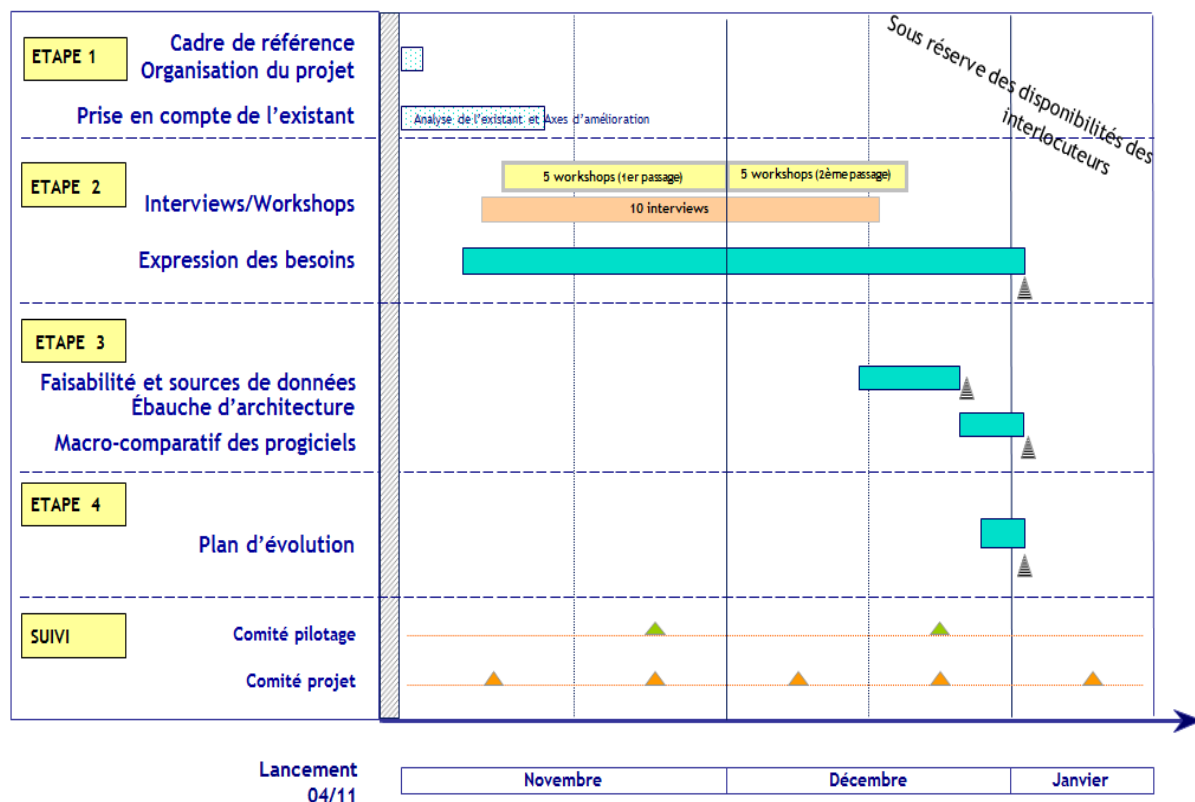 ETAPE 1
Cadre de référence
Organisation du projet
Prise en compte de l'existant
Analyse de l'existant et Axes d'amélioration
Sous réserve des disponibilités des
interlocuteurs
ETAPE 2
5 workshops (1er passage)
5 workshops (2ème passage)
Interviews/Workshops
10 interviews
Expression des besoins
ETAPE 3
Faisabilité et sources de données
Ébauche d'architecture
Macro-comparatif des progiciels
ETAPE 4
Plan d'évolution
SUIVI
Comité pilotage
Comité projet
Lancement
04/11
Novembre
Décembre
Janvier